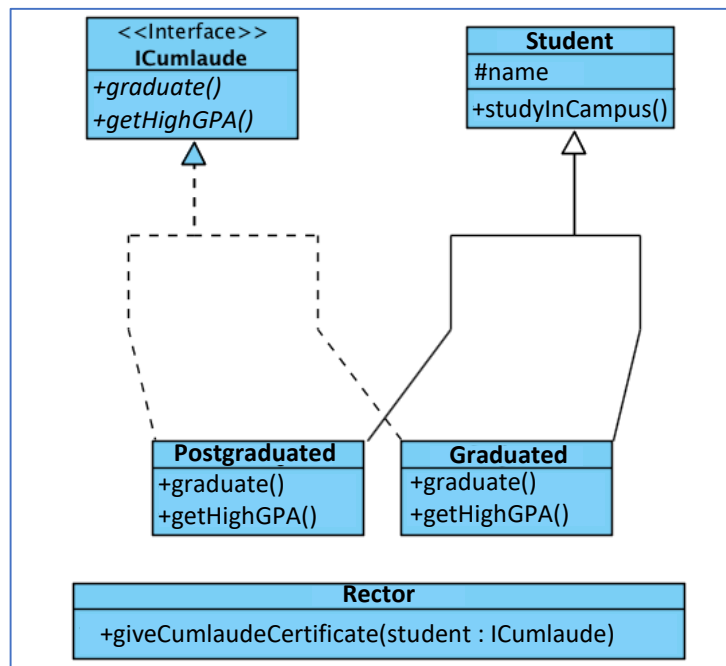 <<Interface>>
ICumlaude
+graduate()
+getHighGPA()
Student
#name
+studyInCampus()
Postgraduated
+graduate()
+getHighGPA()
Graduated
+graduate()
+getHighGPA()
Rector
+giveCumlaudeCertificate(student : ICumlaude)